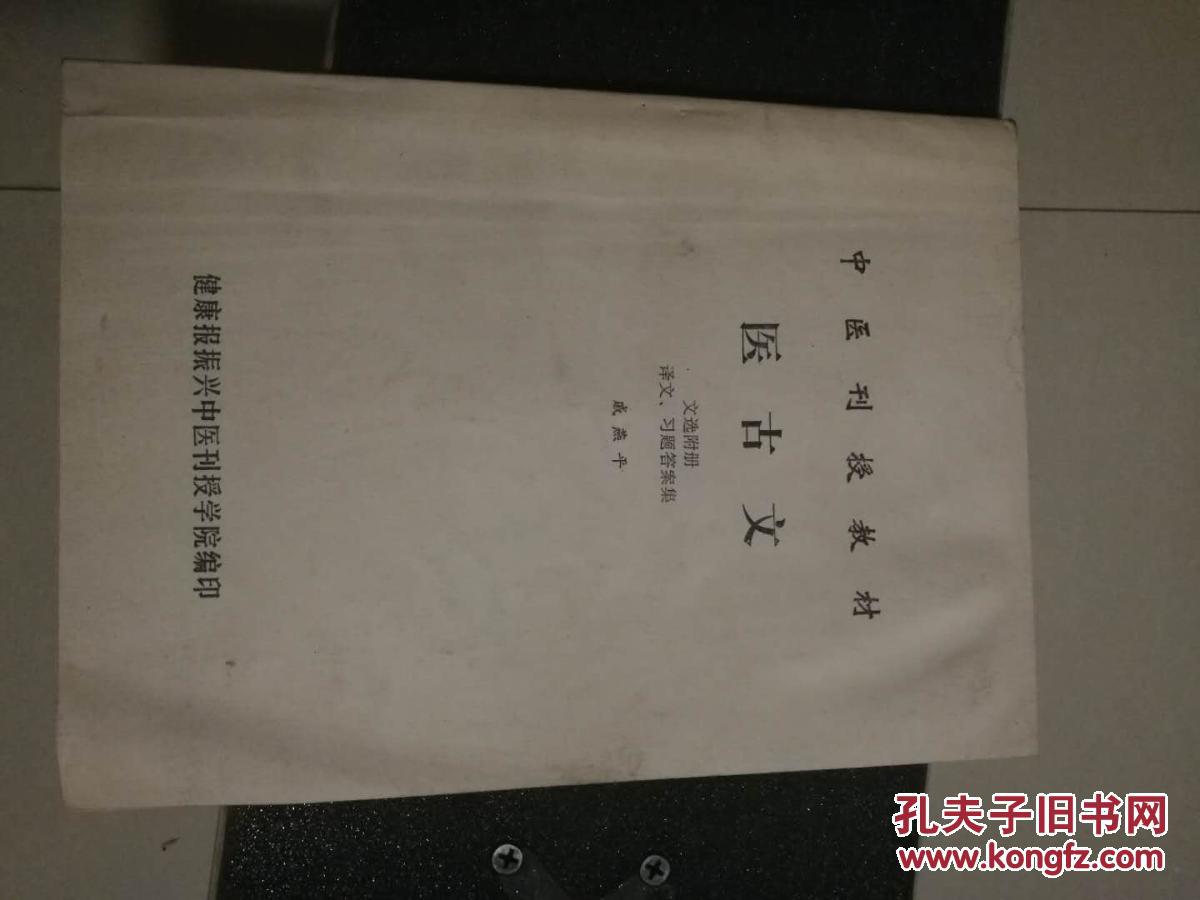 中医刊授教材
医古文
文选附册
译文、习题答案集
戚燕平
健康报振兴中医刊授学院编印
孔夫子旧书网
www.kongfz.com